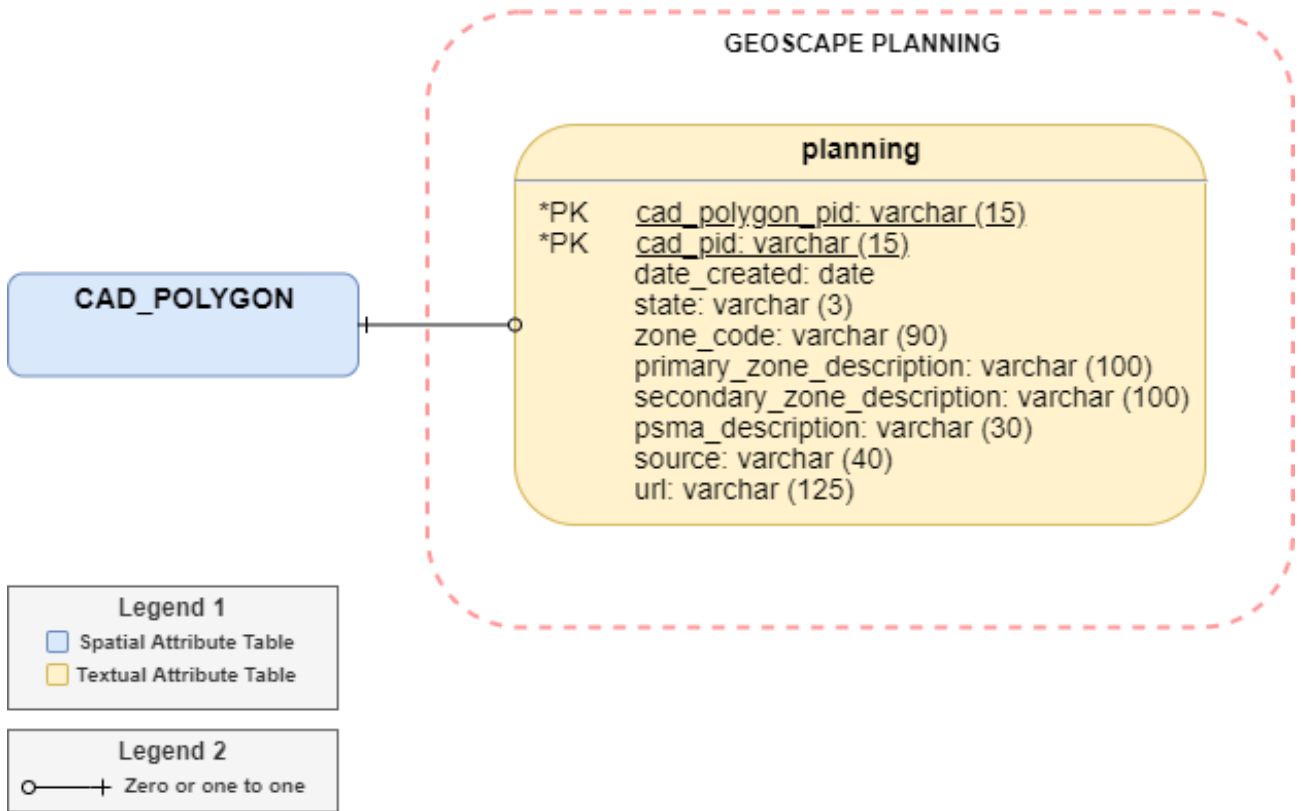 GEOSCAPE PLANNING
planning
*PK cad_polygon_pid: varchar (15)
*PK cad_pid: varchar (15)
date_created: date
state: varchar (3)
zone_code: varchar (90)
primary_zone_description: varchar (100)
secondary_zone_description: varchar (100)
psma_description: varchar (30)
source: varchar (40)
url: varchar (125)
CAD_POLYGON
Legend 1
Spatial Attribute Table
Textual Attribute Table
Legend 2
Zero or one to one